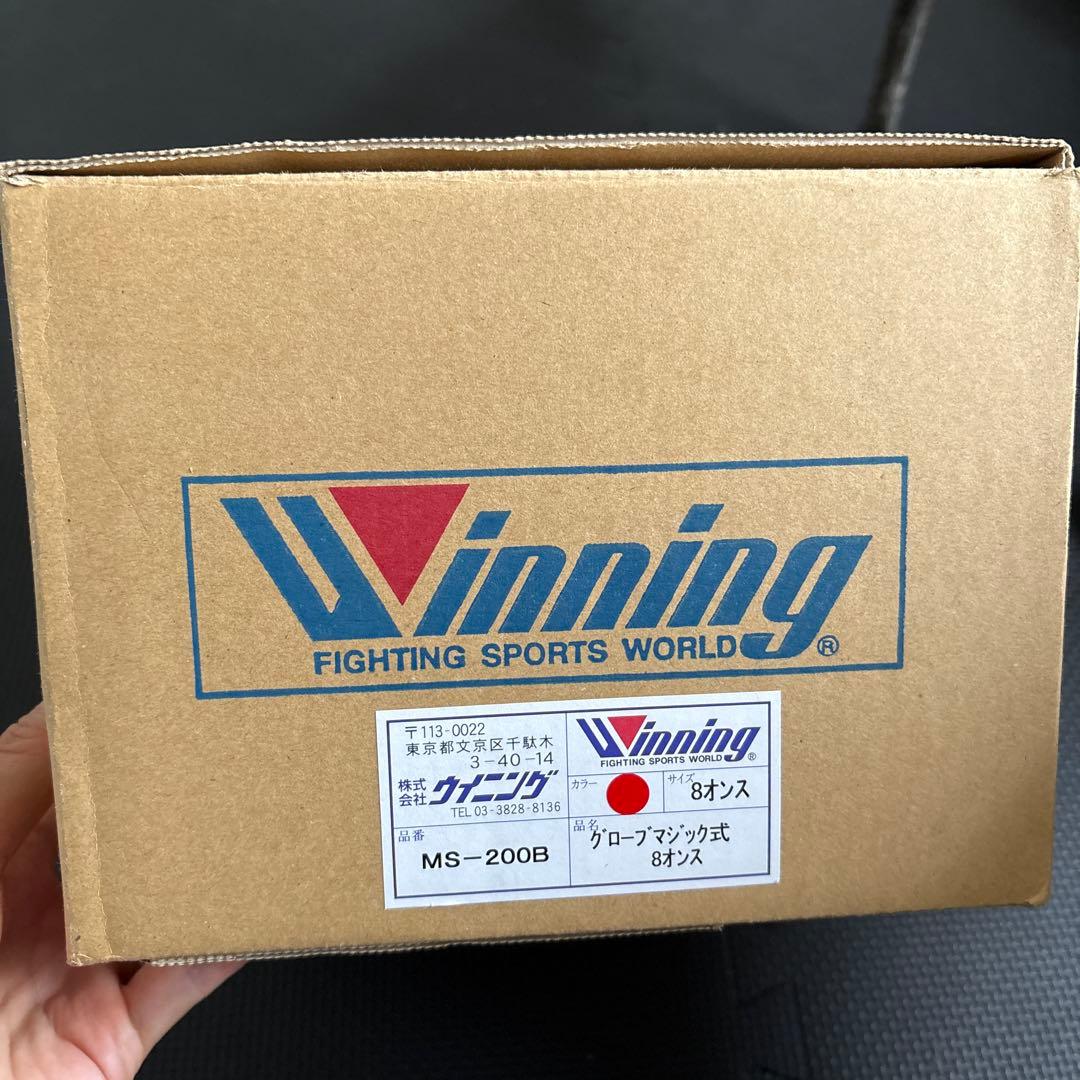 Winning
FIGHTING SPORTS WORLD ®
〒113-0022
東京都文京区千駄木
3-40-14
株式会社 ウイニング
TEL 03-3828-8136
Winning
FIGHTING SPORTS WORLD ®
カラー
サイズ 8オンス
品番
MS-200B
品名
グローブマジック式
8オンス